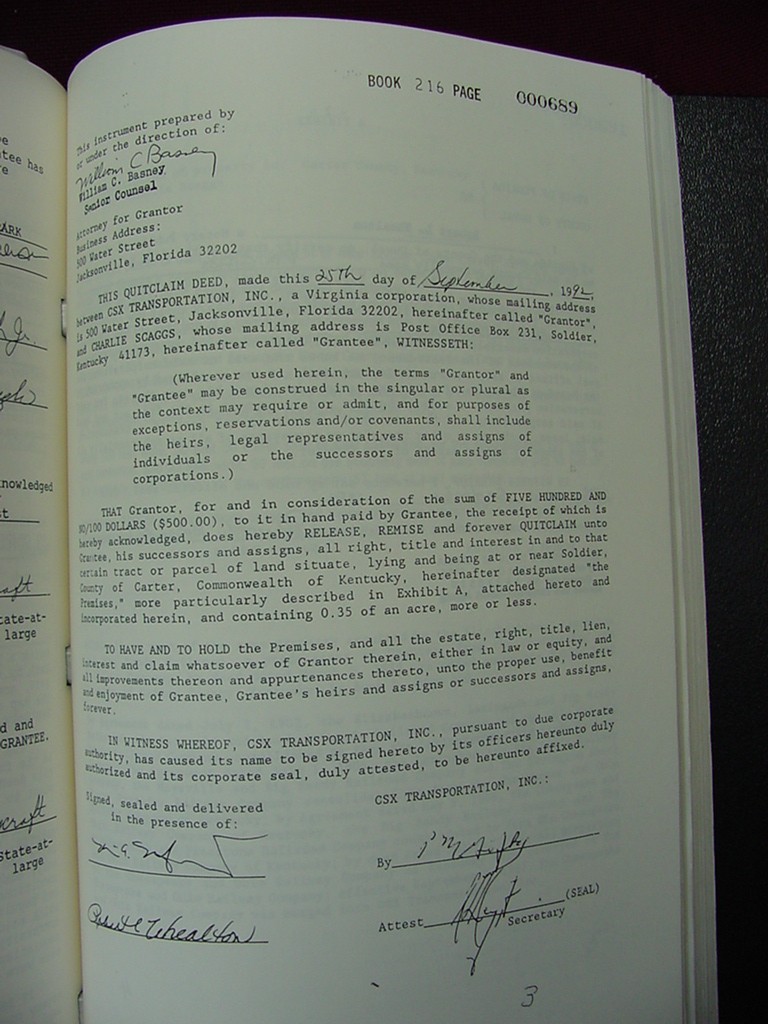 BOOK 216 PAGE 000689
This instrument prepared by
or under the direction of:
William C Basney
William C. Basney
Senior Counsel
Attorney for Grantor
Business Address:
500 Water Street
Jacksonville, Florida 32202
THIS QUITCLAIM DEED, made this 25th day of September, 1992,
between CSX TRANSPORTATION, INC., a Virginia corporation, whose mailing address
is 500 Water Street, Jacksonville, Florida 32202, hereinafter called "Grantor",
and CHARLIE SCAGGS, whose mailing address is Post Office Box 231, Soldier,
Kentucky 41173, hereinafter called "Grantee", WITNESSETH:
(Wherever used herein, the terms "Grantor" and
"Grantee" may be construed in the singular or plural as
the context may require or admit, and for purposes of
exceptions, reservations and/or covenants, shall include
the heirs, legal representatives and assigns of
individuals or the successors and assigns of
corporations.)
THAT Grantor, for and in consideration of the sum of FIVE HUNDRED AND
NO/100 DOLLARS ($500.00), to it in hand paid by Grantee, the receipt of which is
hereby acknowledged, does hereby RELEASE, REMISE and forever QUITCLAIM unto
Grantee, his successors and assigns, all right, title and interest in and to that
certain tract or parcel of land situate, lying and being at or near Soldier,
County of Carter, Commonwealth of Kentucky, hereinafter designated "the
Premises," more particularly described in Exhibit A, attached hereto and
incorporated herein, and containing 0.35 of an acre, more or less.
TO HAVE AND TO HOLD the Premises, and all the estate, right, title, lien,
interest and claim whatsoever of Grantor therein, either in law or equity, and
all improvements thereon and appurtenances thereto, unto the proper use, benefit
and enjoyment of Grantee, Grantee's heirs and assigns or successors and assigns,
forever.
IN WITNESS WHEREOF, CSX TRANSPORTATION, INC., pursuant to due corporate
authority, has caused its name to be signed hereto by its officers hereunto duly
authorized and its corporate seal, duly attested, to be hereunto affixed.
Signed, sealed and delivered
in the presence of:
CSX TRANSPORTATION, INC.:
By
Attest (SEAL)
Secretary
Whealton
3
tee has
ARK
Jr.
nowledged
tate-at-
large
d and
GRANTEE,
State-at-
large